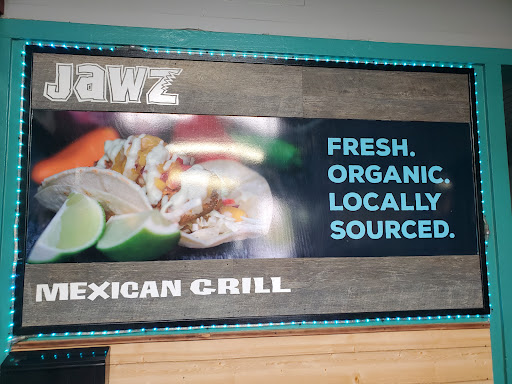 JAWZ
FRESH.
ORGANIC.
LOCALLY
SOURCED.
MEXICAN GRILL